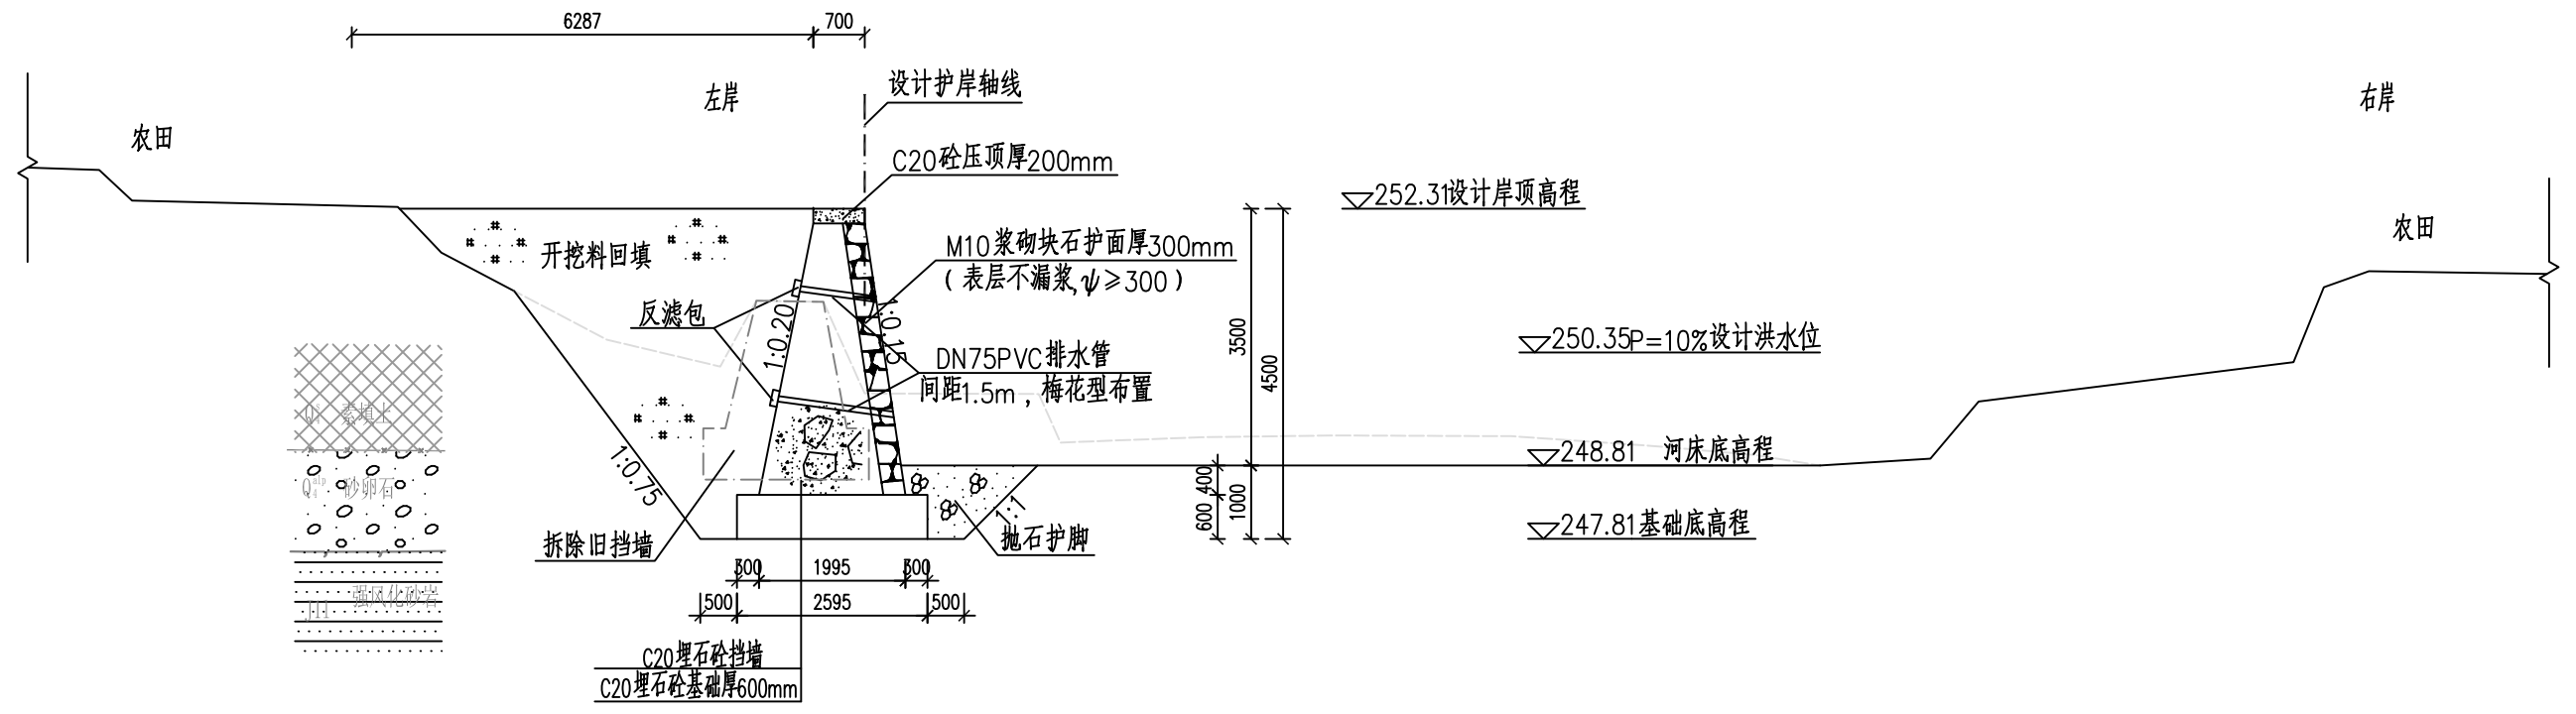 6287
700
设计护岸轴线
左岸
右岸
农田
C20砼压顶厚200mm
252.31设计岸顶高程
农田
开挖料回填
M10浆砌块石护面厚300mm
(表层不漏浆,ψ≥300)
反滤包
1:0.20
1:0.15
3500
4500
250.35P=10%设计洪水位
DN75PVC排水管
间距1.5m,梅花型布置
素填土
1:0.75
248.81 河床底高程
400
1000
600
Q4alp 砂卵石
1:1
247.81基础底高程
拆除旧挡墙
抛石护脚
300
1995
300
强风化砂岩
J1l
500
2595
500
C20埋石砼挡墙
C20埋石砼基础厚600mm